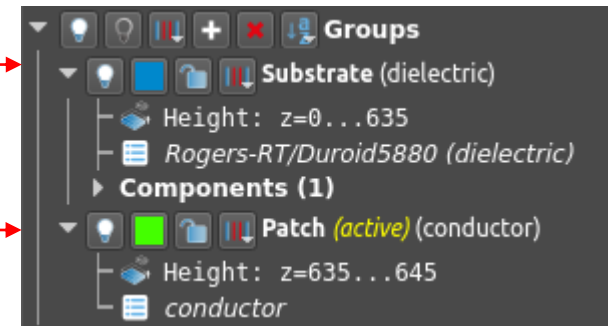 Groups
Substrate (dielectric)
Height: z=0...635
Rogers-RT/Duroid5880 (dielectric)
Components (1)
Patch (active) (conductor)
Height: z=635...645
conductor